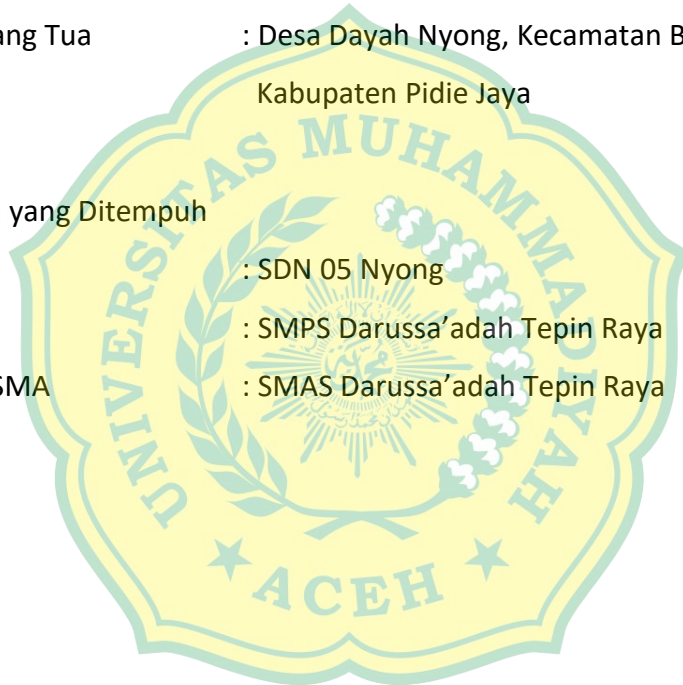 ang Tua : Desa Dayah Nyong, Kecamatan B
Kabupaten Pidie Jaya
yang Ditempuh
: SDN 05 Nyong
: SMPS Darussa’adah Tepin Raya
SMA : SMAS Darussa’adah Tepin Raya
UNIVERSITAS MUHAMMADIYAH
ACEH